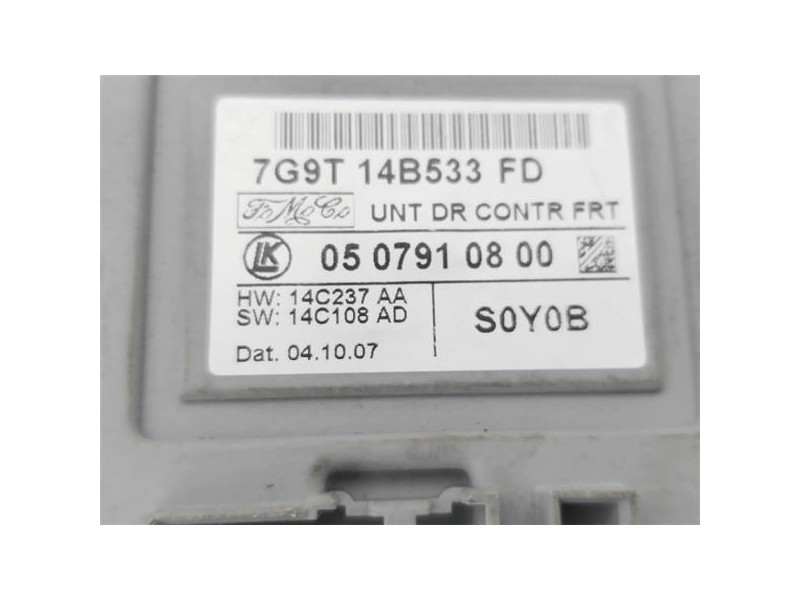 7G9T 14B533 FD
FoMoCo UNT DR CONTR FRT
LK 05 0791 08 00
HW: 14C237 AA
SW: 14C108 AD
S0Y0B
Dat. 04.10.07